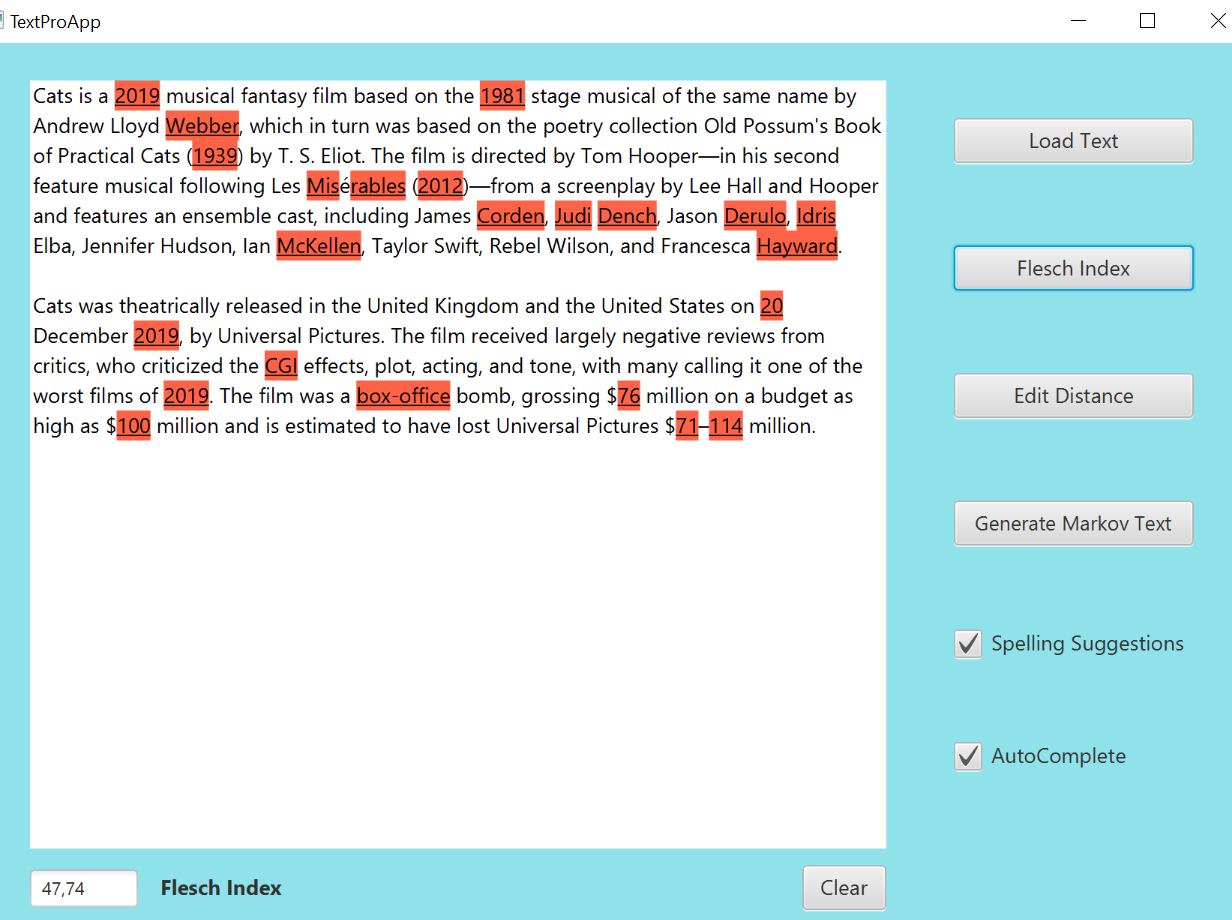 TextProApp
Cats is a 2019 musical fantasy film based on the 1981 stage musical of the same name by
Andrew Lloyd Webber, which in turn was based on the poetry collection Old Possum's Book
of Practical Cats (1939) by T. S. Eliot. The film is directed by Tom Hooper—in his second
feature musical following Les Misérables (2012)—from a screenplay by Lee Hall and Hooper
and features an ensemble cast, including James Corden, Judi Dench, Jason Derulo, Idris
Elba, Jennifer Hudson, Ian McKellen, Taylor Swift, Rebel Wilson, and Francesca Hayward.
Cats was theatrically released in the United Kingdom and the United States on 20
December 2019, by Universal Pictures. The film received largely negative reviews from
critics, who criticized the CGI effects, plot, acting, and tone, with many calling it one of the
worst films of 2019. The film was a box-office bomb, grossing $76 million on a budget as
high as $100 million and is estimated to have lost Universal Pictures $71–114 million.
Load Text
Flesch Index
Edit Distance
Generate Markov Text
Spelling Suggestions
AutoComplete
47,74
Flesch Index
Clear